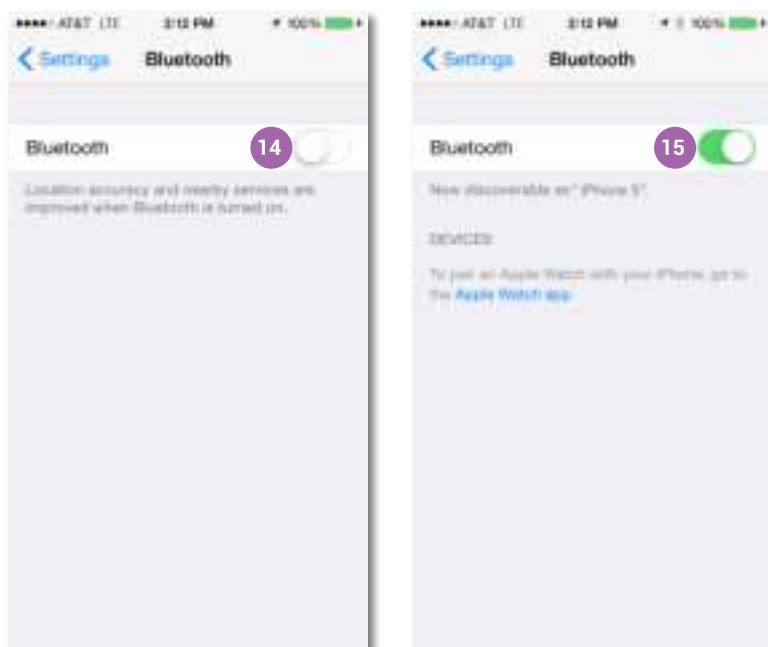 AT&T LTE 3:12 PM 100%
Settings Bluetooth
Bluetooth 14
Location accuracy and nearby services are
improved when Bluetooth is turned on.
AT&T LTE 3:12 PM 100%
Settings Bluetooth
Bluetooth 15
Now discoverable as "iPhone 5".
DEVICES
To pair an Apple Watch with your iPhone, go to
the Apple Watch app.